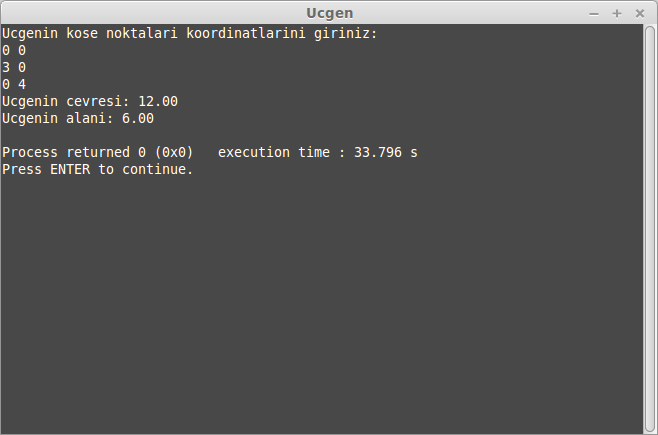 Ucgen
Ucgenin kose noktalari koordinatlarini giriniz:
0 0
3 0
0 4
Ucgenin cevresi: 12.00
Ucgenin alani: 6.00
Process returned 0 (0x0)   execution time : 33.796 s
Press ENTER to continue.